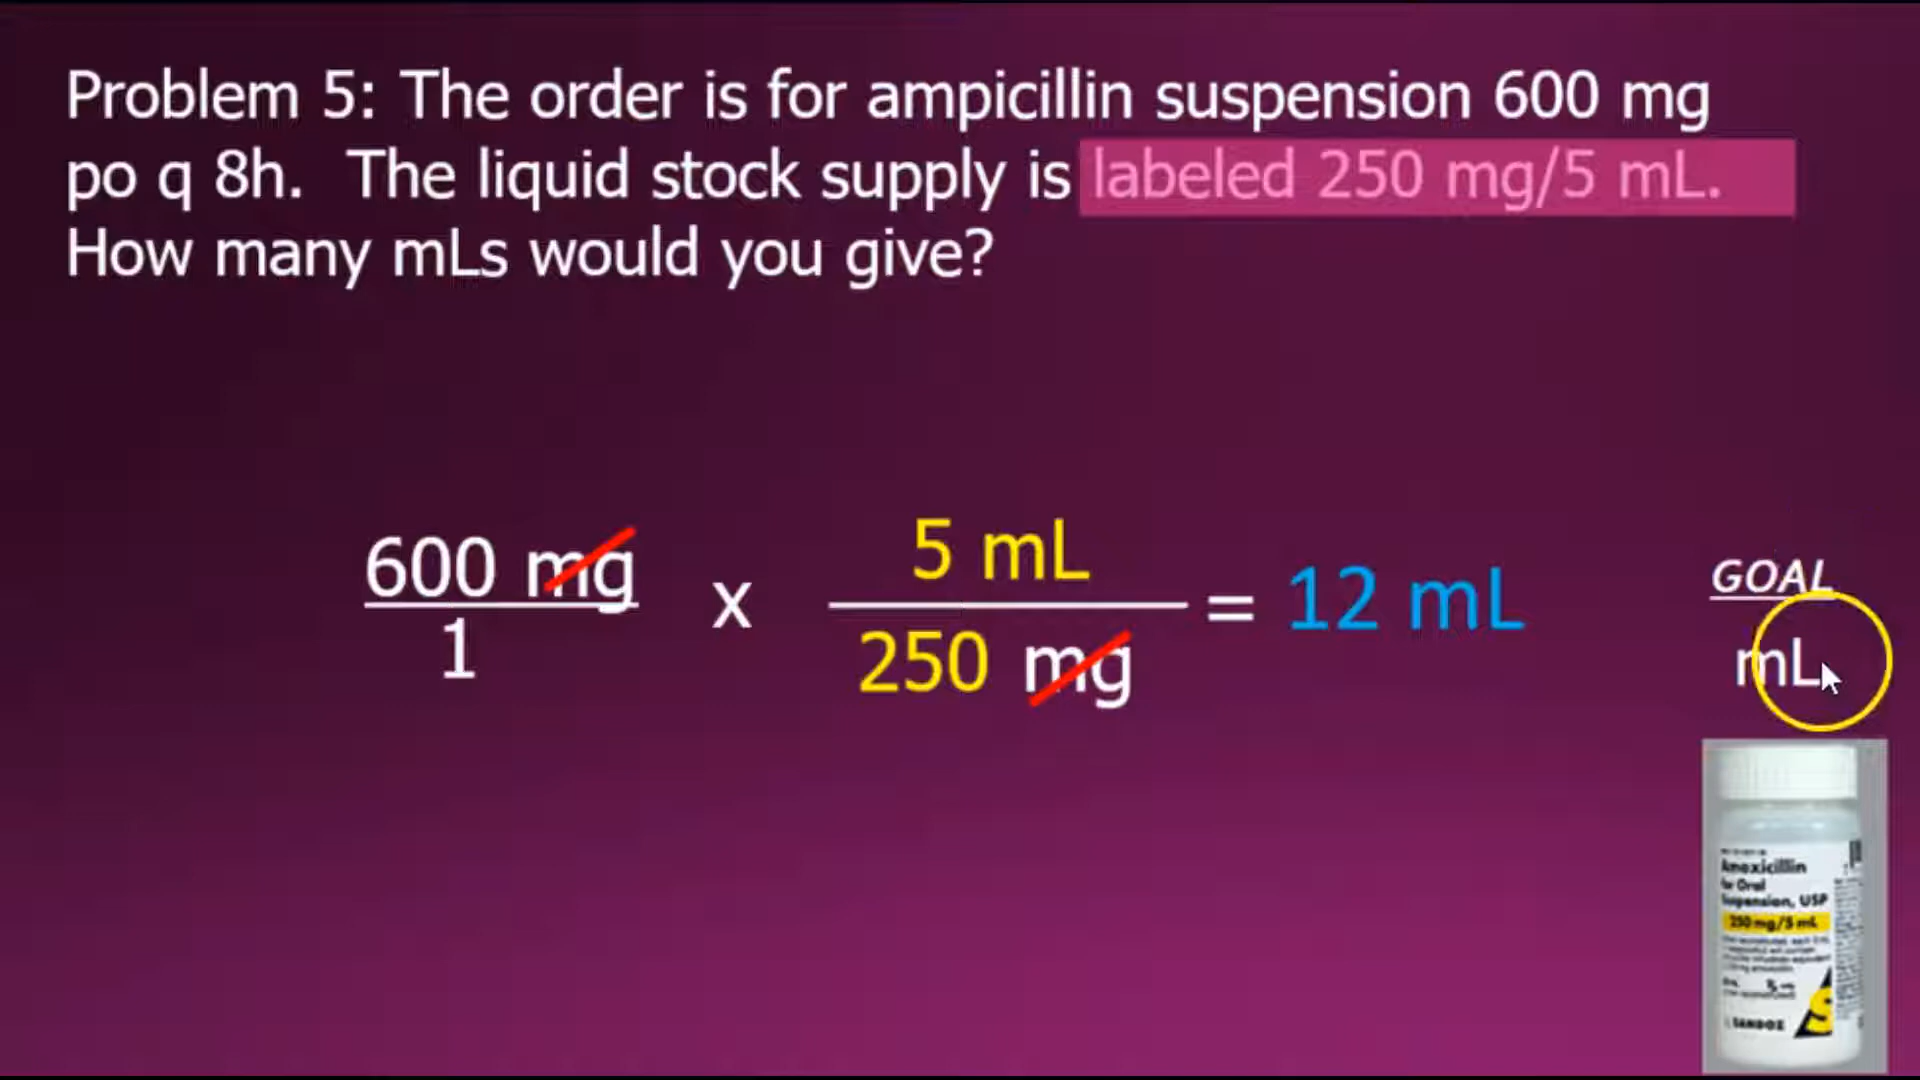 Problem 5: The order is for ampicillin suspension 600 mg
po q 8h. The liquid stock supply is labeled 250 mg/5 mL.
How many mLs would you give?
600 mg
1
x
5 mL
250 mg
= 12 mL
GOAL
mL
Amoxicillin
for Oral
Suspension, USP
250 mg/5 mL
SANDOZ